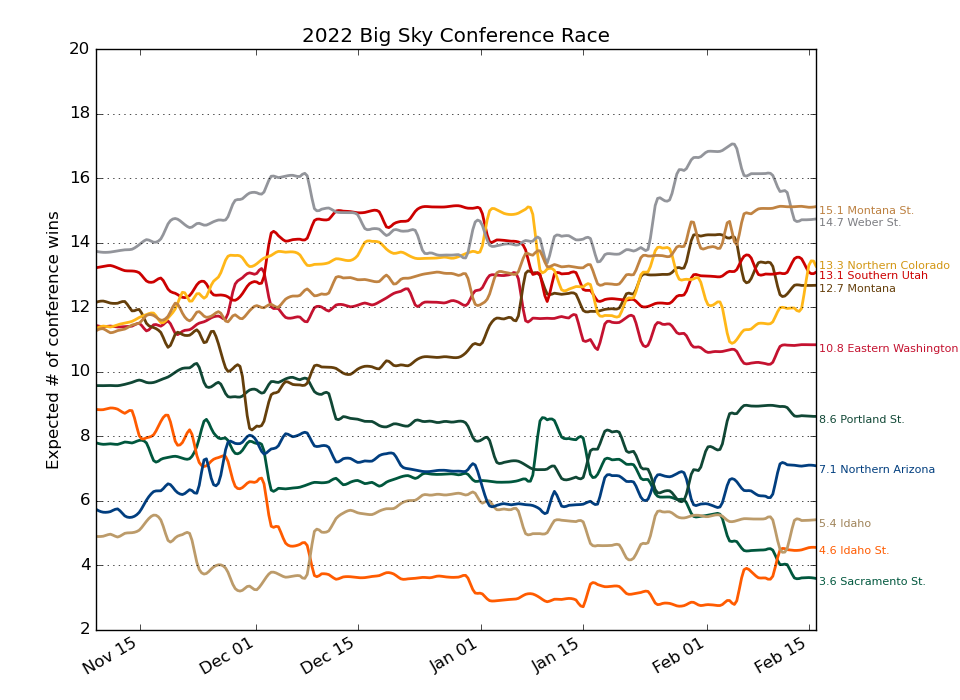 2022 Big Sky Conference Race
Expected # of conference wins
20
18
16
14
12
10
8
6
4
2
15.1 Montana St.
14.7 Weber St.
13.3 Northern Colorado
13.1 Southern Utah
12.7 Montana
10.8 Eastern Washington
8.6 Portland St.
7.1 Northern Arizona
5.4 Idaho
4.6 Idaho St.
3.6 Sacramento St.
Nov 15
Dec 01
Dec 15
Jan 01
Jan 15
Feb 01
Feb 15